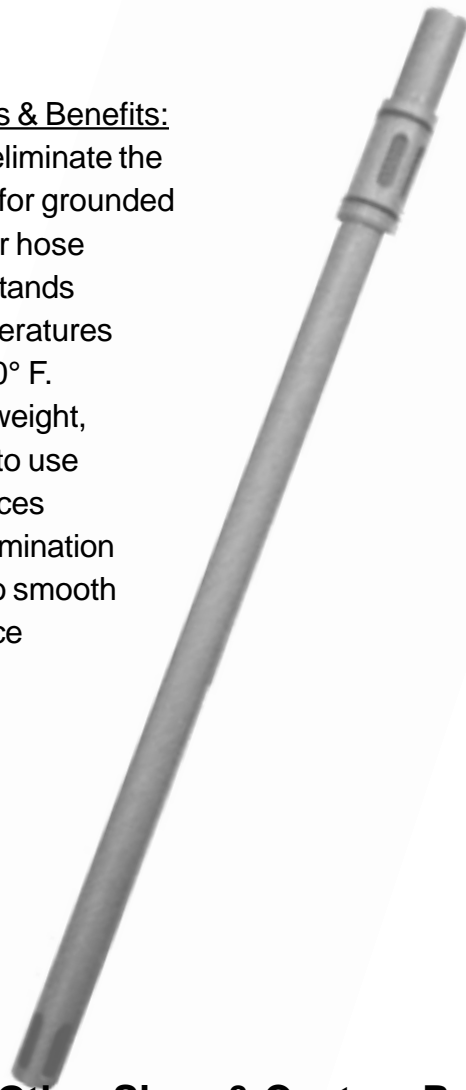 s & Benefits:
eliminate the
for grounded
r hose
tands
eratures
0° F.
weight,
to use
ces
mination
o smooth
ce